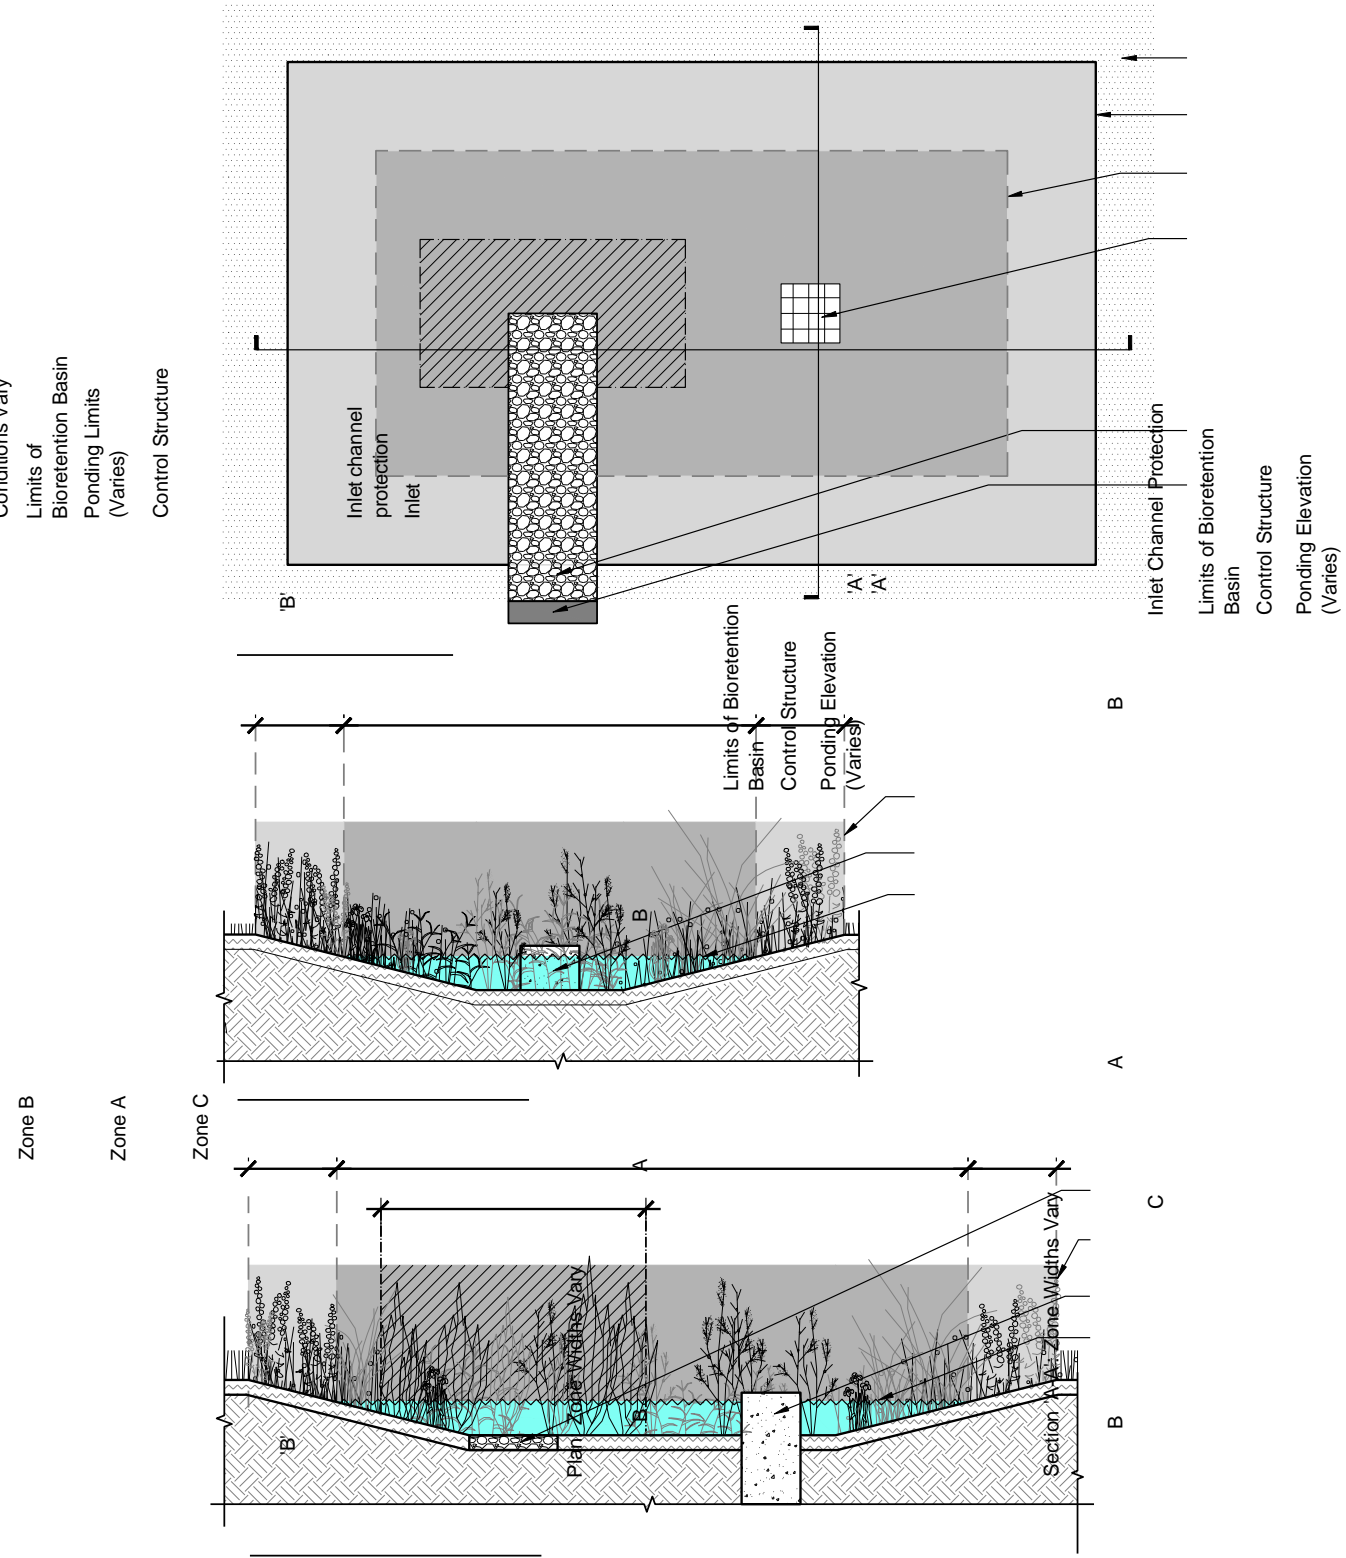 Conditions Vary
Limits of
Bioretention Basin
Ponding Limits
(Varies)
Control Structure
Inlet channel
protection
Inlet
'B'
'A'
'A'
Inlet Channel Protection
Limits of Bioretention
Basin
Control Structure
Ponding Elevation
(Varies)
Limits of Bioretention
Basin
Control Structure
Ponding Elevation
(Varies)
B
B
A
Zone B
Zone A
Zone C
A
C
B
B
'B'
Plan: Zone Widths Vary
Section 'A-A': Zone Widths Vary